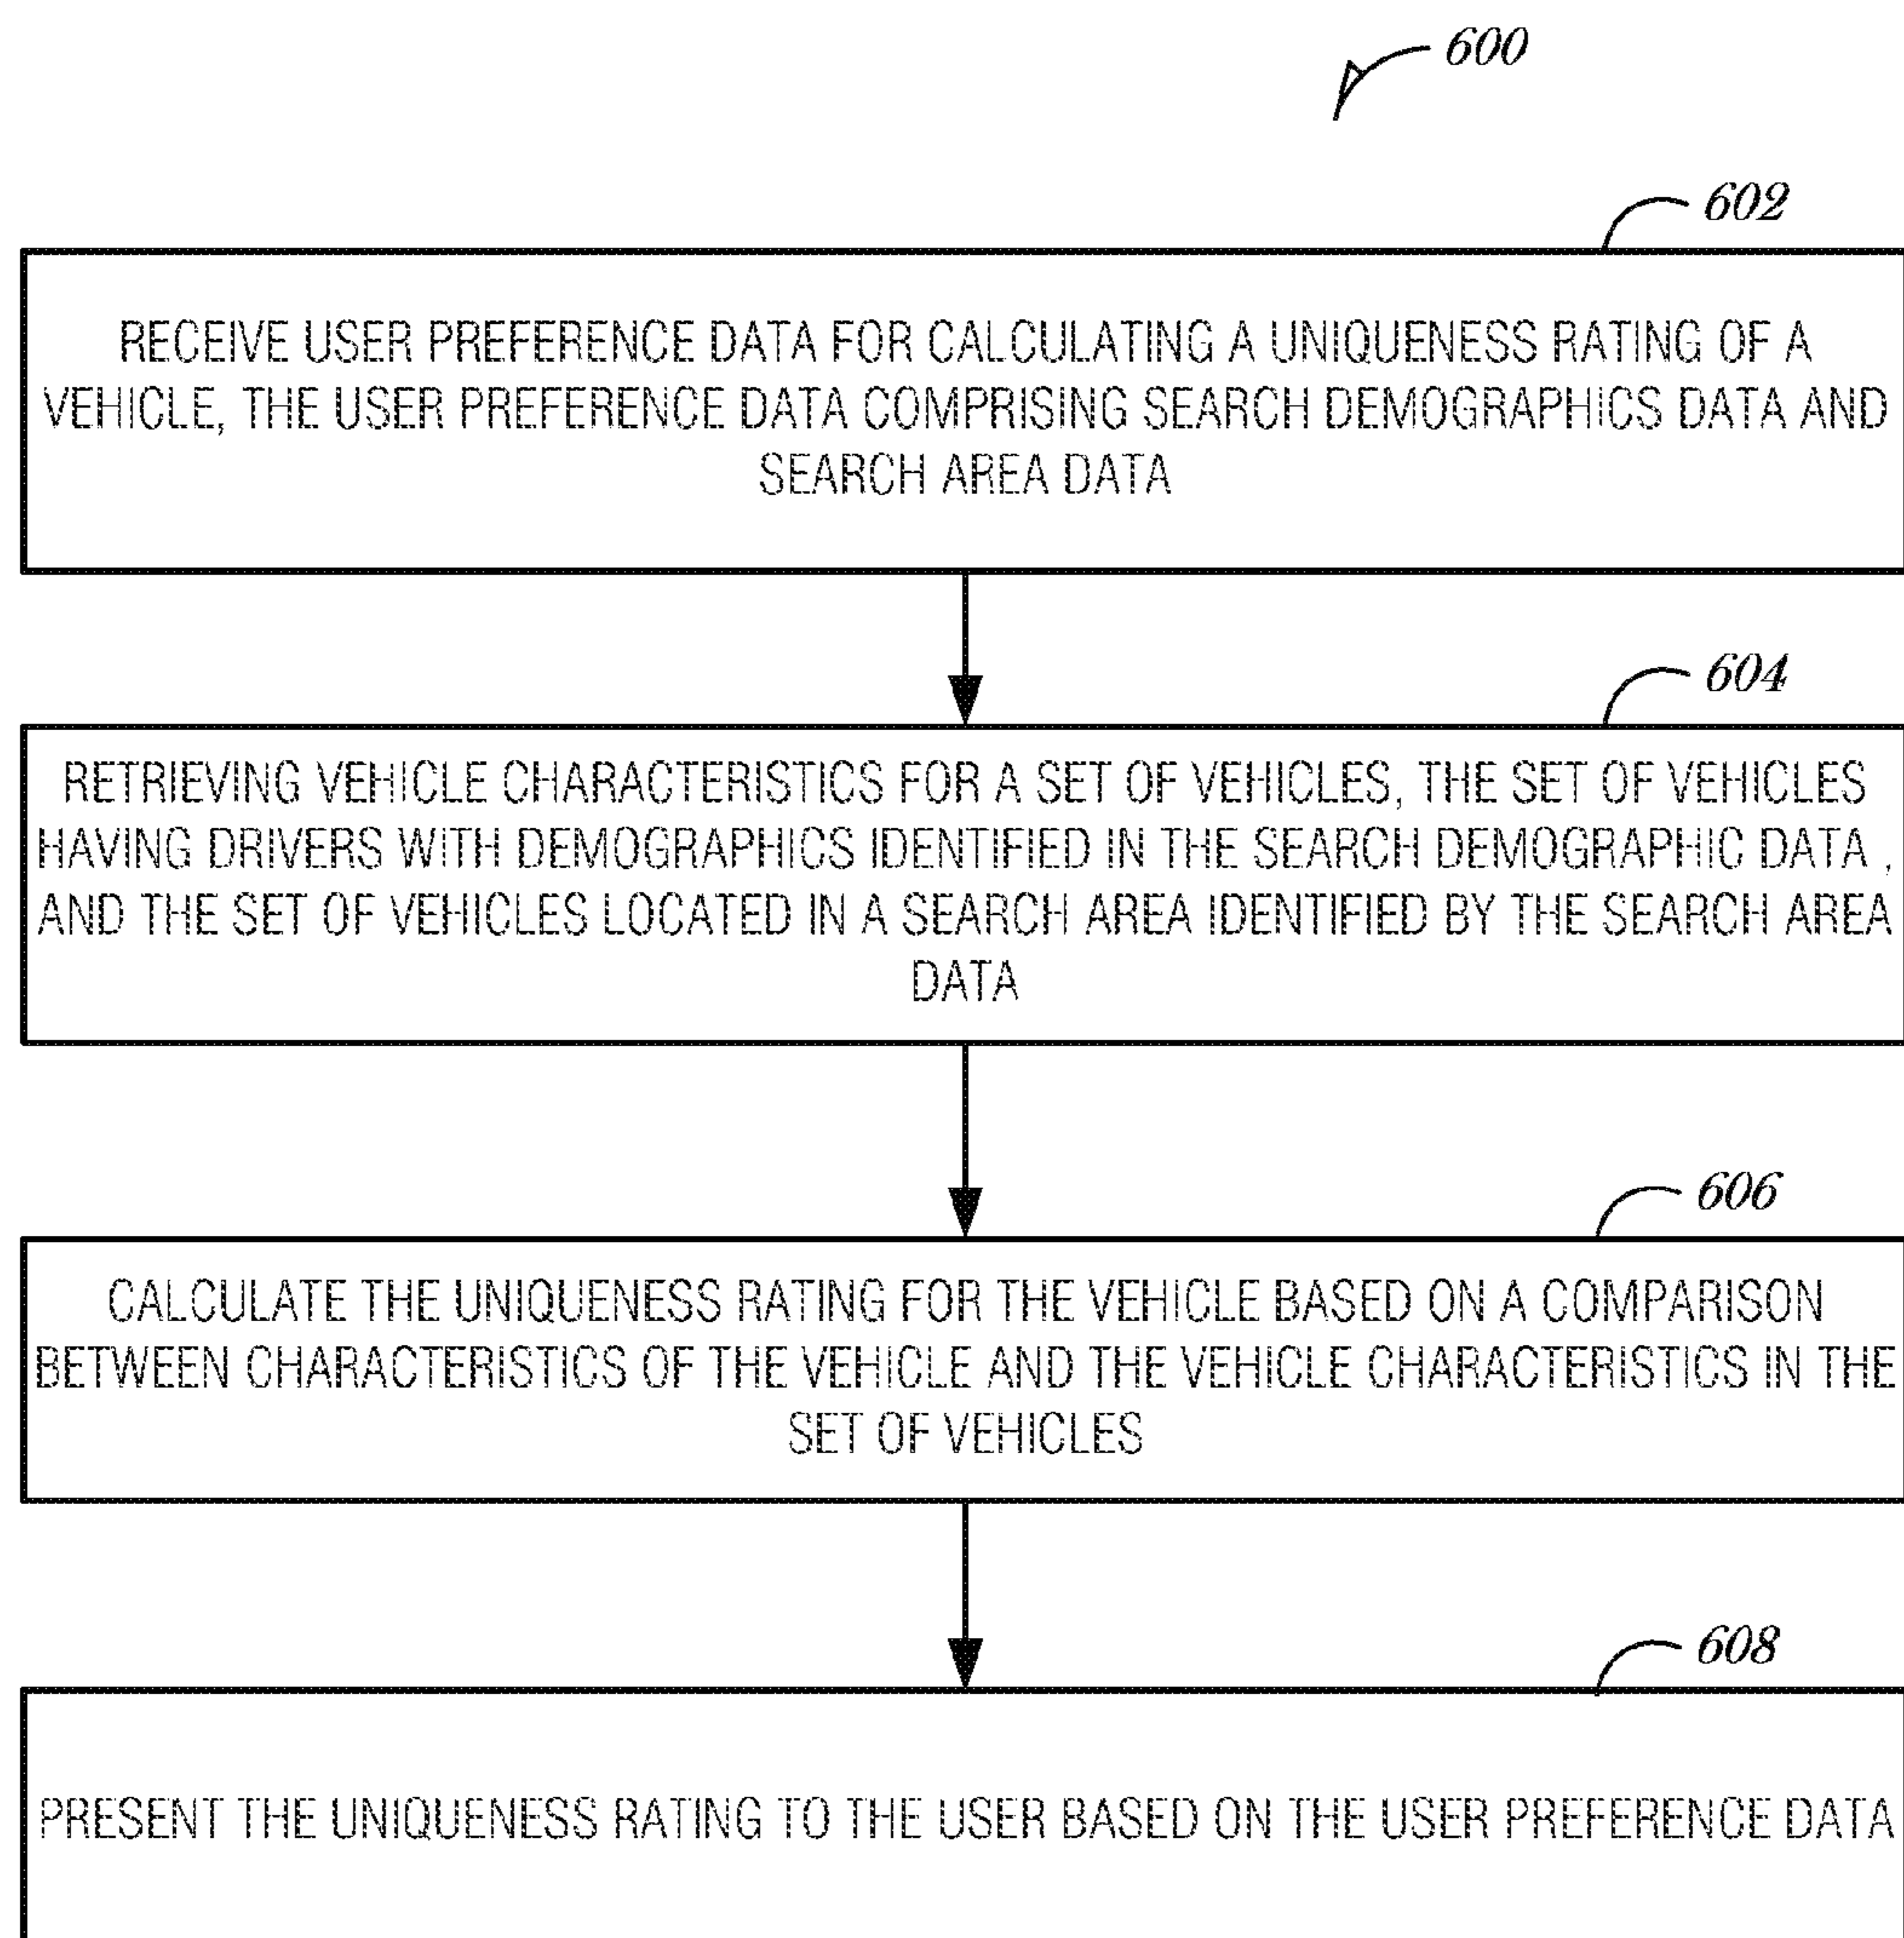 600
602
RECEIVE USER PREFERENCE DATA FOR CALCULATING A UNIQUENESS RATING OF A
VEHICLE, THE USER PREFERENCE DATA COMPRISING SEARCH DEMOGRAPHICS DATA AND
SEARCH AREA DATA
604
RETRIEVING VEHICLE CHARACTERISTICS FOR A SET OF VEHICLES, THE SET OF VEHICLES
HAVING DRIVERS WITH DEMOGRAPHICS IDENTIFIED IN THE SEARCH DEMOGRAPHIC DATA ,
AND THE SET OF VEHICLES LOCATED IN A SEARCH AREA IDENTIFIED BY THE SEARCH AREA
DATA
606
CALCULATE THE UNIQUENESS RATING FOR THE VEHICLE BASED ON A COMPARISON
BETWEEN CHARACTERISTICS OF THE VEHICLE AND THE VEHICLE CHARACTERISTICS IN THE
SET OF VEHICLES
608
PRESENT THE UNIQUENESS RATING TO THE USER BASED ON THE USER PREFERENCE DATA